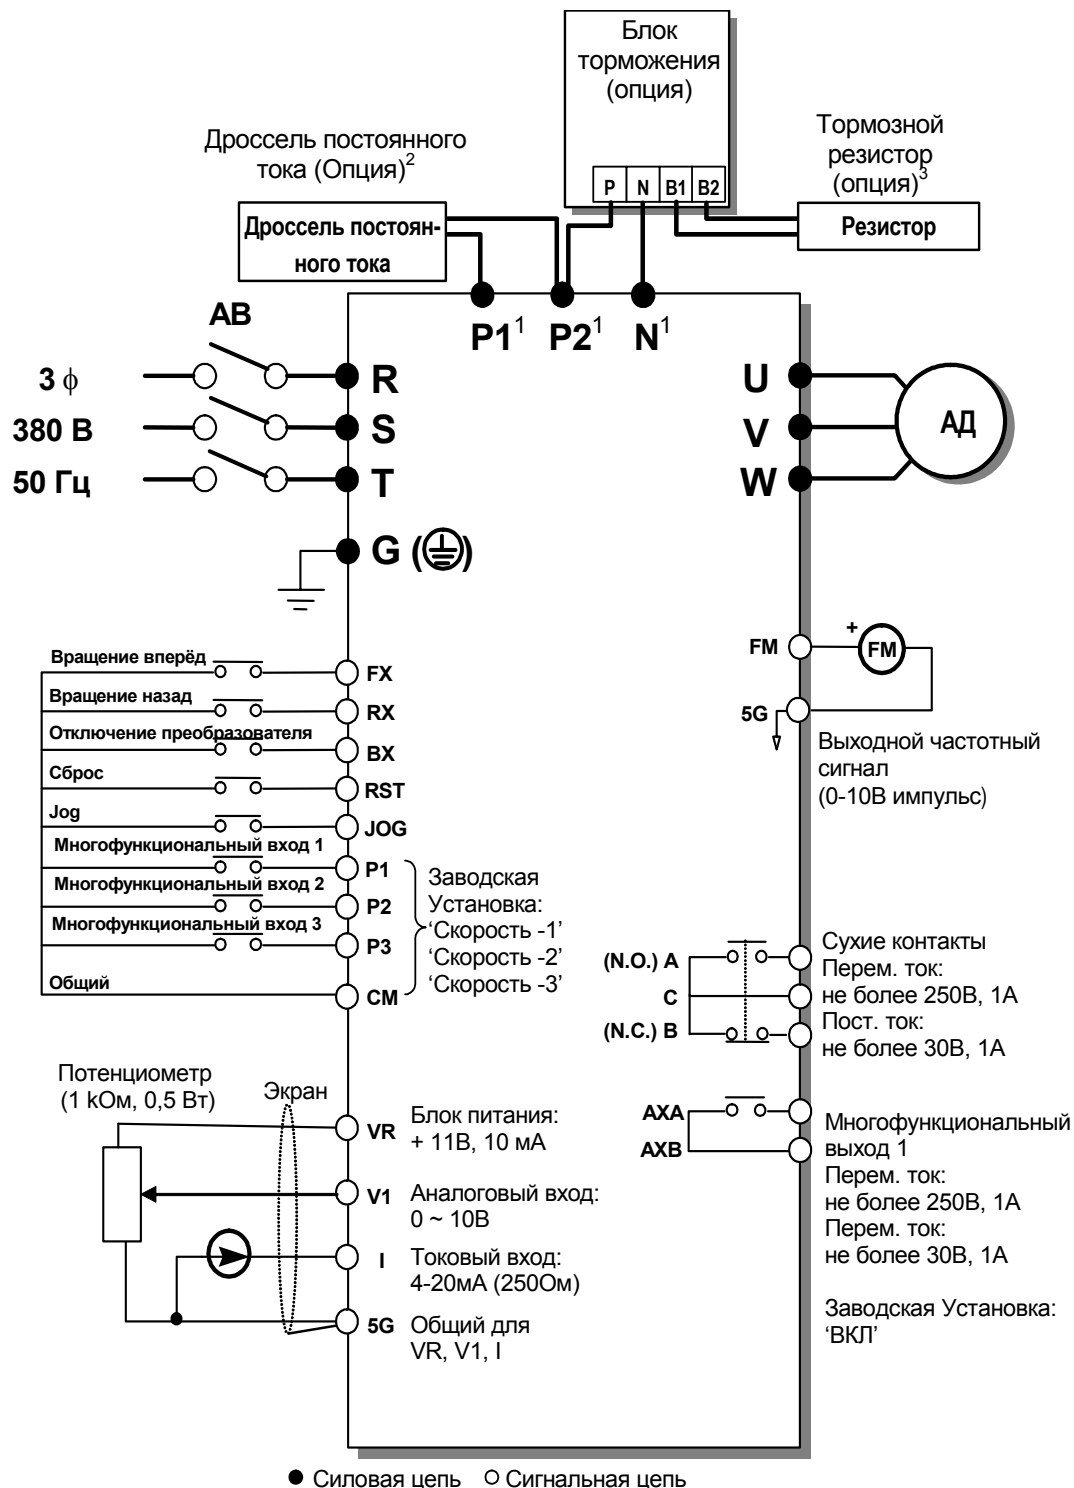 Блок
торможения
(опция)
P N B1 B2
Дроссель постоянного
тока (Опция)2
Тормозной
резистор
(опция)3
Дроссель постоян-
ного тока
Резистор
P11 P21 N1
АВ
3 ϕ
380 В
50 Гц
R
S
T
G
U
V
W
АД
Вращение вперёд
FX
Вращение назад
RX
Отключение преобразователя
BX
Сброс
RST
Jog
JOG
Многофункциональный вход 1
P1
Многофункциональный вход 2
P2
Многофункциональный вход 3
P3
Общий
CM
Заводская
Установка:
‘Скорость -1’
‘Скорость -2’
‘Скорость -3’
FM
+
FM
5G
Выходной частотный
сигнал
(0-10В импульс)
(N.O.) A
C
(N.C.) B
Сухие контакты
Перем. ток:
не более 250В, 1А
Пост. ток:
не более 30В, 1А
AXA
AXB
Многофункциональный
выход 1
Перем. ток:
не более 250В, 1А
Перем. ток:
не более 30В, 1А
Заводская Установка:
‘ВКЛ’
Потенциометр
(1 kОм, 0,5 Вт)
Экран
VR
Блок питания:
+ 11В, 10 мА
V1
Аналоговый вход:
0 ~ 10В
I
Токовый вход:
4-20мА (250Ом)
5G
Общий для
VR, V1, I
Силовая цепь
Сигнальная цепь